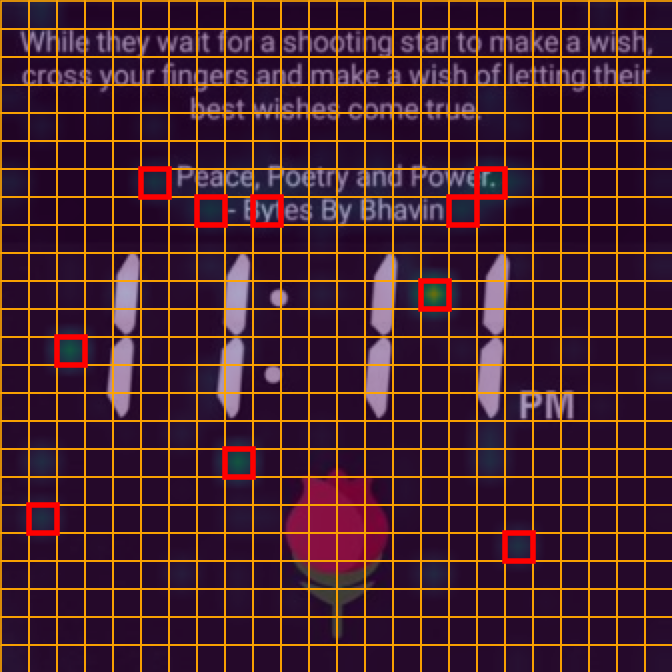 While they wait for a shooting star to make a wish,
cross your fingers and make a wish of letting their
best wishes come true.
Peace, Poetry and Power.
- Bytes By Bhavin
11:11 PM